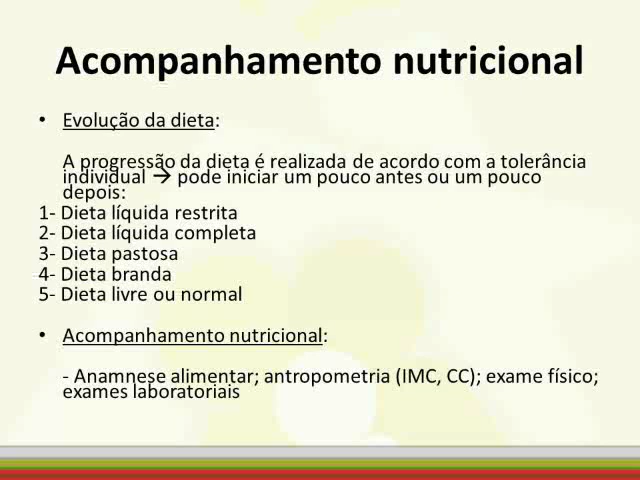 Acompanhamento nutricional
• Evolução da dieta:
A progressão da dieta é realizada de acordo com a tolerância
individual → pode iniciar um pouco antes ou um pouco
depois:
1- Dieta líquida restrita
2- Dieta líquida completa
3- Dieta pastosa
4- Dieta branda
5- Dieta livre ou normal
• Acompanhamento nutricional:
- Anamnese alimentar; antropometria (IMC, CC); exame físico;
exames laboratoriais